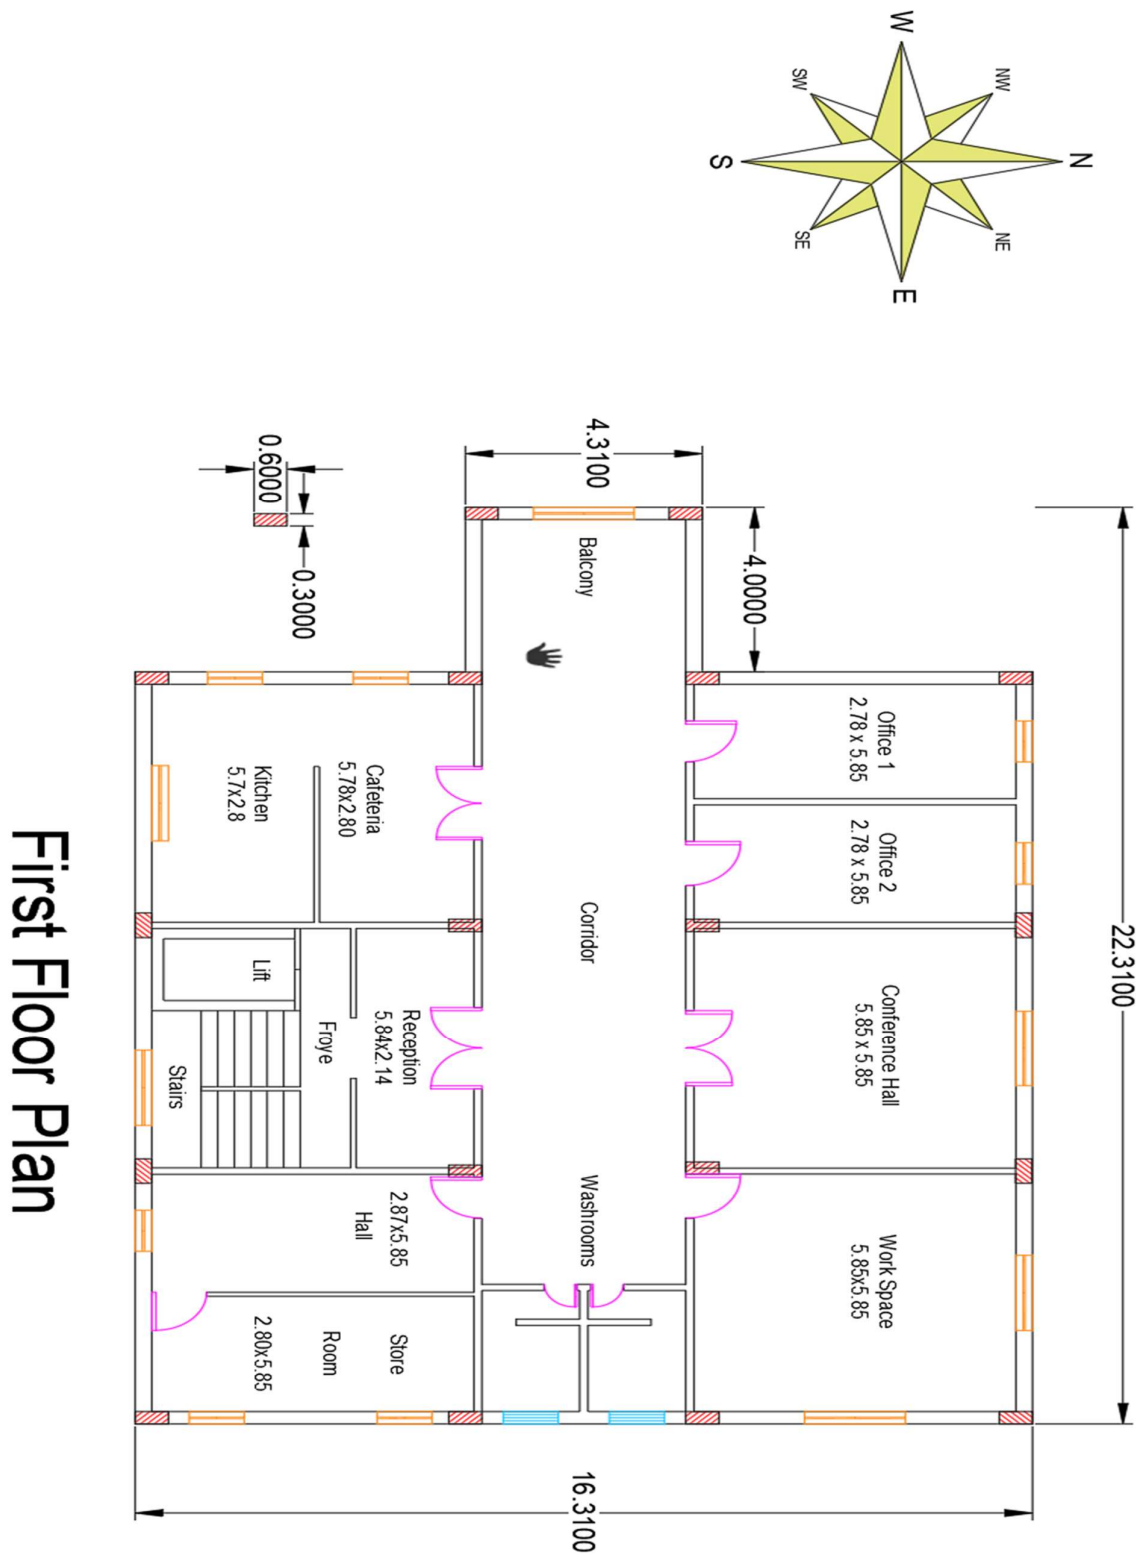 N
NW
NE
W
E
SW
SE
S
22.3100
4.0000
4.3100
16.3100
0.6000
0.3000
Office 1
2.78 x 5.85
Office 2
2.78 x 5.85
Conference Hall
5.85 x 5.85
Work Space
5.85x5.85
Balcony
Corridor
Washrooms
Cafeteria
5.78x2.80
Kitchen
5.7x2.8
Reception
5.84x2.14
Froye
Lift
Stairs
2.87x5.85
Hall
Store
Room
2.80x5.85
First Floor Plan